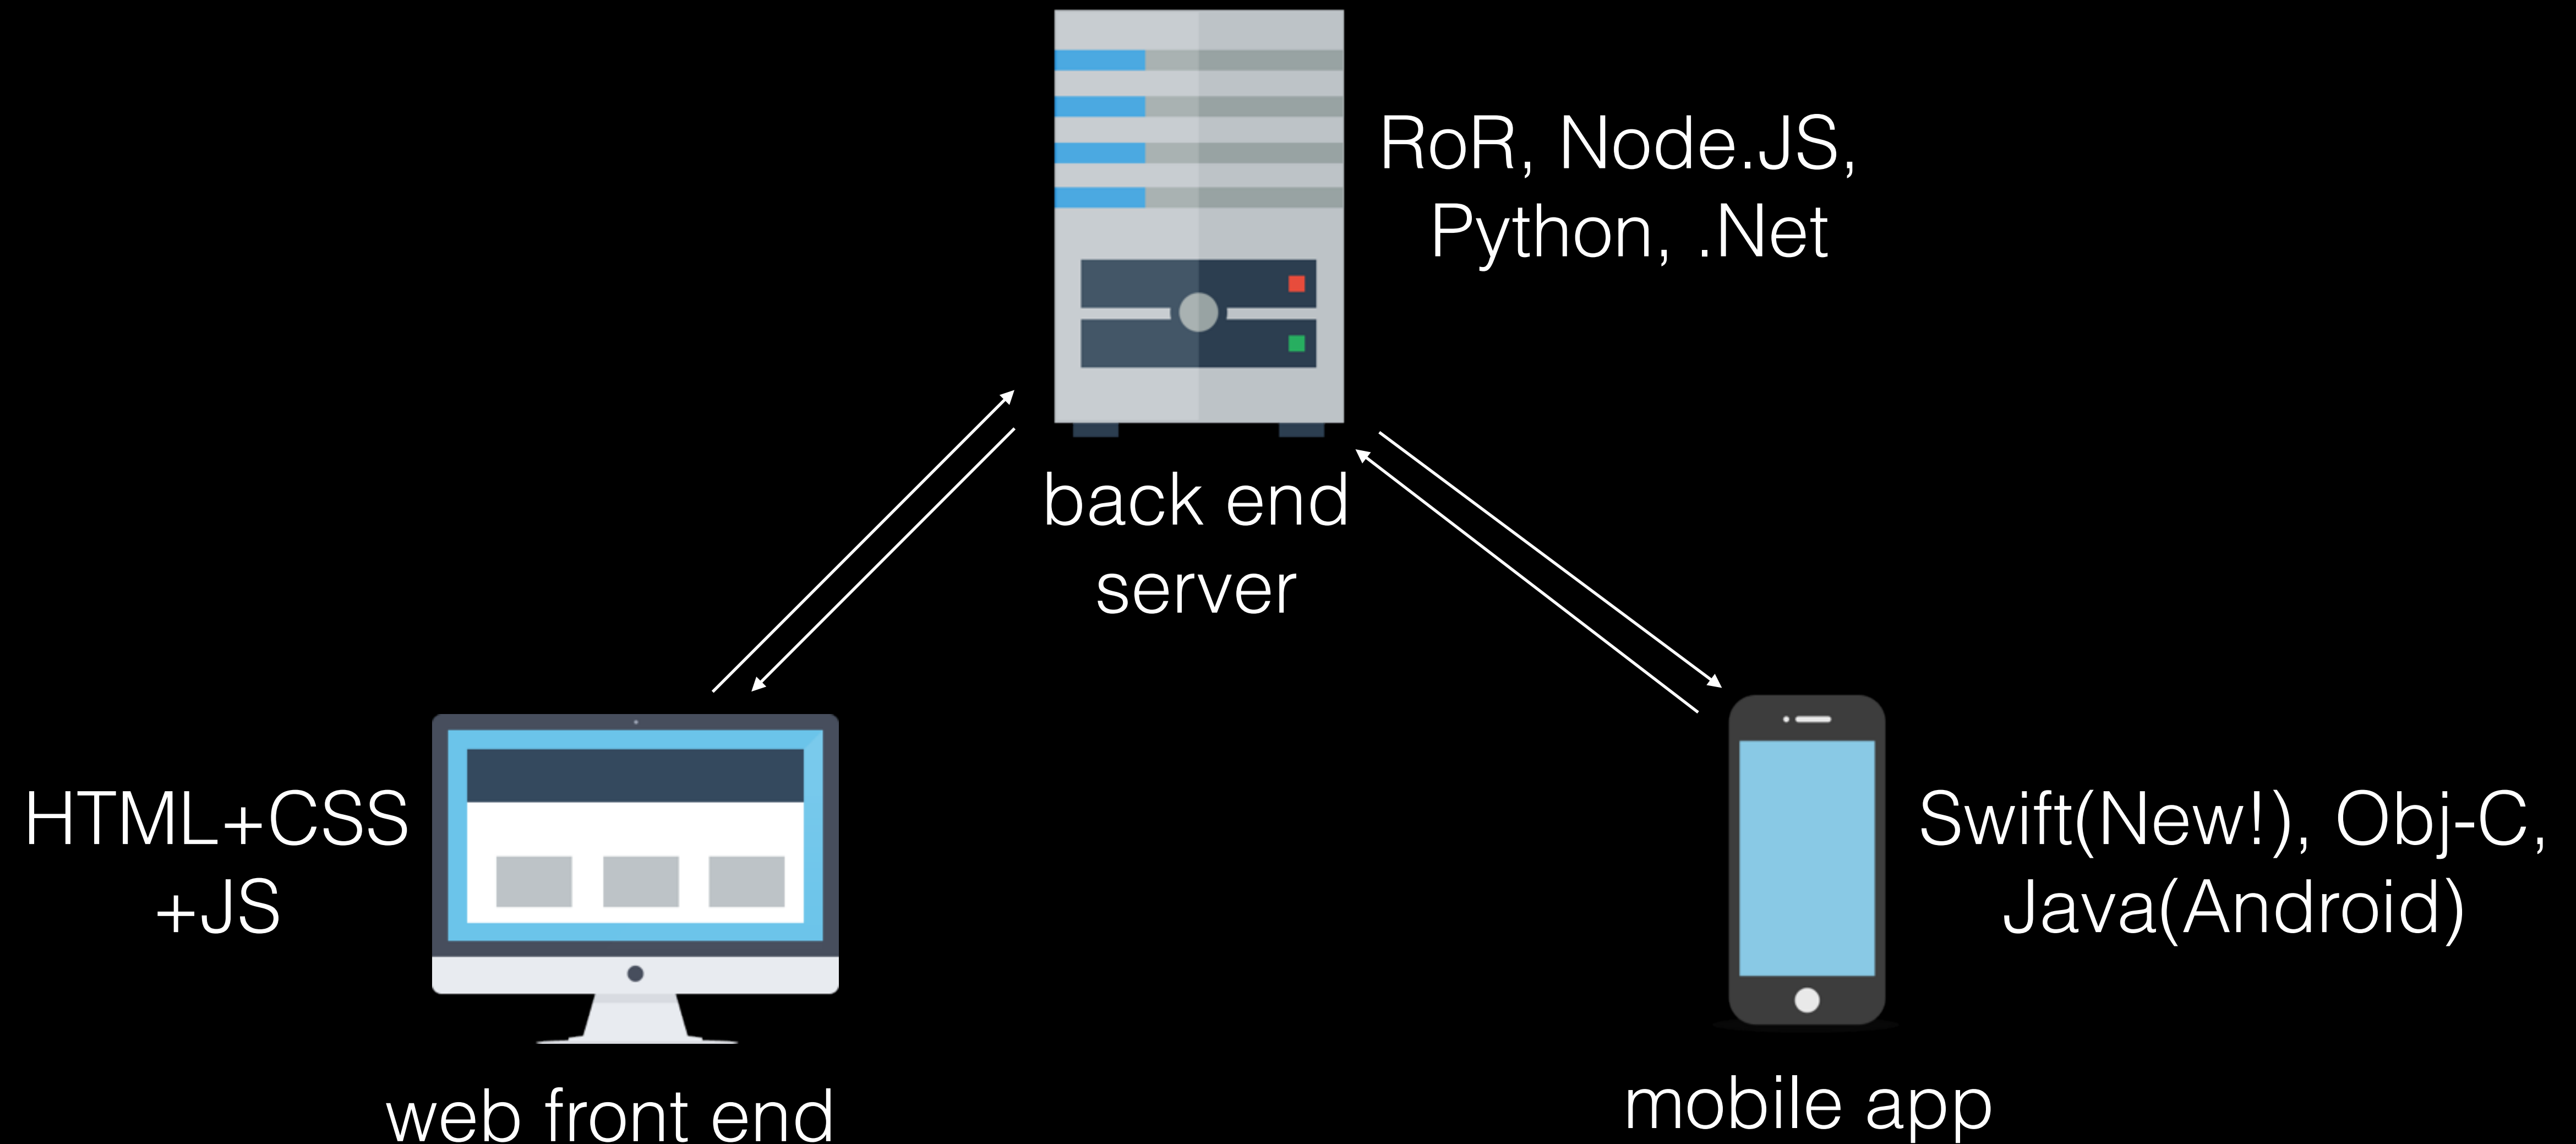 RoR, Node.JS,
Python, .Net
back end
server
HTML+CSS
+JS
web front end
Swift(New!), Obj-C,
Java(Android)
mobile app